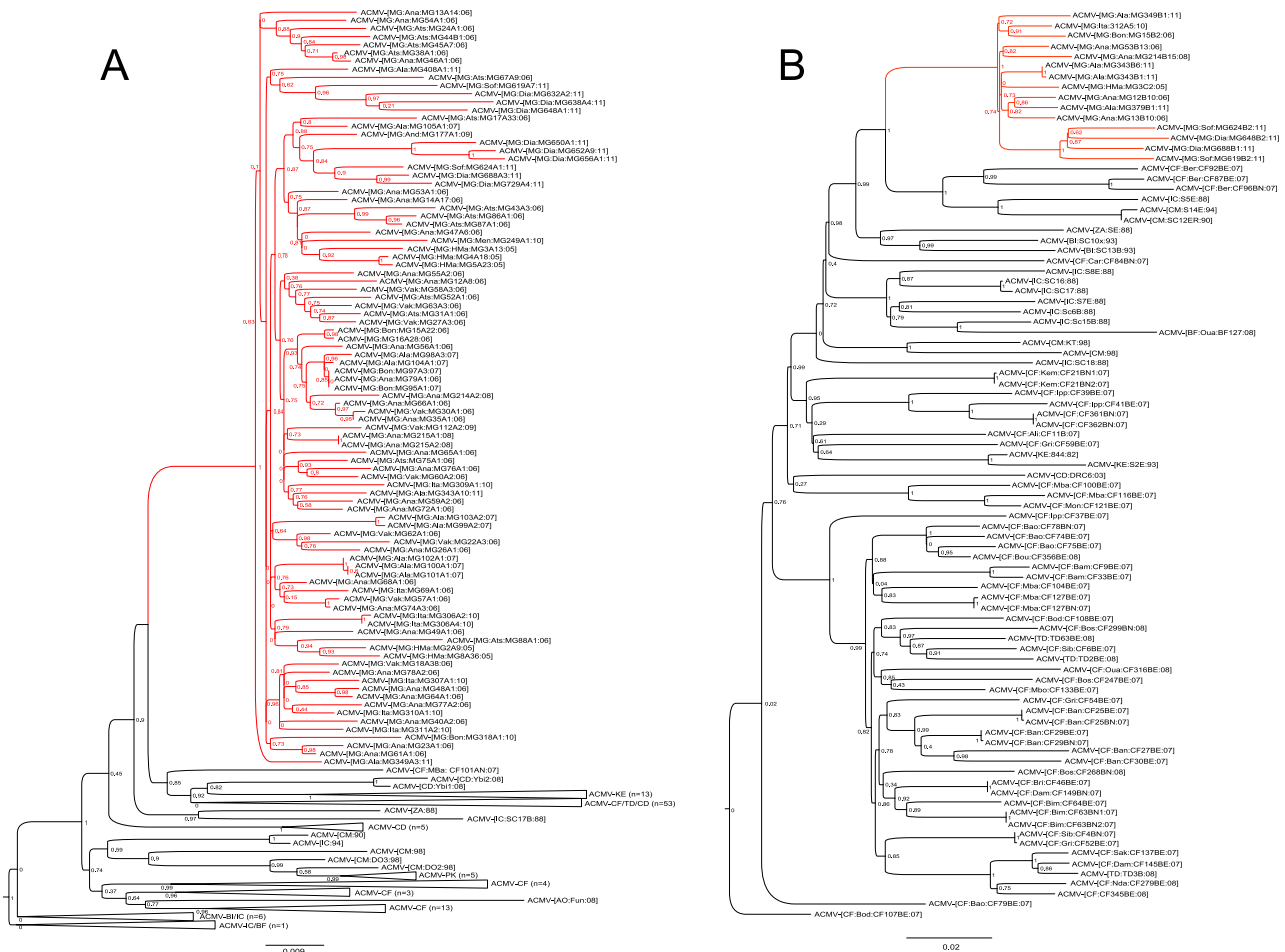 A
ACMV-[MG:Ana:MG13A14:06]
ACMV-[MG:Ana:MG54A1:06]
ACMV-[MG:Ats:MG24A1:06]
ACMV-[MG:Ats:MG44B1:06]
ACMV-[MG:Ats:MG45A7:06]
ACMV-[MG:Ats:MG38A1:06]
ACMV-[MG:Ana:MG46A1:06]
ACMV-[MG:Ala:MG408A1:11]
ACMV-[MG:Ats:MG67A9:06]
ACMV-[MG:Sof:MG619A7:11]
ACMV-[MG:Dia:MG632A2:11]
ACMV-[MG:Dia:MG638A4:11]
ACMV-[MG:Dia:MG648A1:11]
ACMV-[MG:Ats:MG17A33:06]
ACMV-[MG:Ala:MG105A1:07]
ACMV-[MG:And:MG177A1:09]
ACMV-[MG:Dia:MG650A1:11]
ACMV-[MG:Dia:MG652A9:11]
ACMV-[MG:Dia:MG656A1:11]
ACMV-[MG:Sof:MG624A1:11]
ACMV-[MG:Dia:MG688A3:11]
ACMV-[MG:Dia:MG729A4:11]
ACMV-[MG:Ana:MG53A1:06]
ACMV-[MG:Ana:MG14A17:06]
ACMV-[MG:Ats:MG43A3:06]
ACMV-[MG:Ats:MG86A1:06]
ACMV-[MG:Ats:MG87A1:06]
ACMV-[MG:Ana:MG47A6:06]
ACMV-[MG:Men:MG249A1:10]
ACMV-[MG:HMa:MG3A13:05]
ACMV-[MG:HMa:MG4A18:05]
ACMV-[MG:HMa:MG5A23:05]
ACMV-[MG:Ana:MG55A2:06]
ACMV-[MG:Ana:MG12A8:06]
ACMV-[MG:Vak:MG58A3:06]
ACMV-[MG:Ats:MG52A1:06]
ACMV-[MG:Vak:MG63A3:06]
ACMV-[MG:Ats:MG31A1:06]
ACMV-[MG:Vak:MG27A3:06]
ACMV-[MG:Bon:MG15A22:06]
ACMV-[MG:MG16A28:06]
ACMV-[MG:Ana:MG56A1:06]
ACMV-[MG:Ala:MG98A3:07]
ACMV-[MG:Ala:MG104A1:07]
ACMV-[MG:Bon:MG97A3:07]
ACMV-[MG:Ana:MG79A1:06]
ACMV-[MG:Bon:MG95A1:07]
ACMV-[MG:Ana:MG214A2:08]
ACMV-[MG:Ana:MG66A1:06]
ACMV-[MG:Vak:MG30A1:06]
ACMV-[MG:Ana:MG35A1:06]
ACMV-[MG:Vak:MG112A2:09]
ACMV-[MG:Ana:MG215A1:08]
ACMV-[MG:Ana:MG215A2:08]
ACMV-[MG:Ana:MG65A1:06]
ACMV-[MG:Ats:MG75A1:06]
ACMV-[MG:Ana:MG76A1:06]
ACMV-[MG:Vak:MG60A2:06]
ACMV-[MG:Ita:MG309A1:10]
ACMV-[MG:Ala:MG343A10:11]
ACMV-[MG:Ana:MG59A2:06]
ACMV-[MG:Ana:MG72A1:06]
ACMV-[MG:Ala:MG103A2:07]
ACMV-[MG:Ala:MG99A2:07]
ACMV-[MG:Vak:MG62A1:06]
ACMV-[MG:Vak:MG22A3:06]
ACMV-[MG:Ana:MG26A1:06]
ACMV-[MG:Ala:MG102A1:07]
ACMV-[MG:Ala:MG100A1:07]
ACMV-[MG:Ala:MG101A1:07]
ACMV-[MG:Ana:MG68A1:06]
ACMV-[MG:Ita:MG69A1:06]
ACMV-[MG:Vak:MG57A1:06]
ACMV-[MG:Ana:MG74A3:06]
ACMV-[MG:Ita:MG306A2:10]
ACMV-[MG:Ita:MG306A4:10]
ACMV-[MG:Ana:MG49A1:06]
ACMV-[MG:Ats:MG88A1:06]
ACMV-[MG:HMa:MG2A9:05]
ACMV-[MG:HMa:MG8A36:05]
ACMV-[MG:Vak:MG18A38:06]
ACMV-[MG:Ana:MG78A2:06]
ACMV-[MG:Ita:MG307A1:10]
ACMV-[MG:Ana:MG48A1:06]
ACMV-[MG:Ana:MG64A1:06]
ACMV-[MG:Ana:MG77A2:06]
ACMV-[MG:Ita:MG310A1:10]
ACMV-[MG:Ana:MG40A2:06]
ACMV-[MG:Ita:MG311A2:10]
ACMV-[MG:Bon:MG318A1:10]
ACMV-[MG:Ana:MG23A1:06]
ACMV-[MG:Ana:MG61A1:06]
ACMV-[MG:Ala:MG349A3:11]
ACMV-[CF:MBa: CF101AN:07]
ACMV-[CD:Ybi2:08]
ACMV-[CD:Ybi1:08]
ACMV-KE (n=13)
ACMV-CF/TD/CD (n=53)
ACMV-[ZA:88]
ACMV-[IC:SC17B:88]
ACMV-CD (n=5)
ACMV-[CM:90]
ACMV-[IC:94]
ACMV-[CM:98]
ACMV-[CM:DO3:98]
ACMV-[CM:DO2:98]
ACMV-PK (n=5)
ACMV-CF (n=4)
ACMV-CF (n=3)
ACMV-[AO:Fun:08]
ACMV-CF (n=13)
ACMV-BI/IC (n=6)
ACMV-IC/BF (n=1)
0.009
B
ACMV-[MG:Ala:MG349B1:11]
ACMV-[MG:Ita:312A5:10]
ACMV-[MG:Bon:MG15B2:06]
ACMV-[MG:Ana:MG53B13:06]
ACMV-[MG:Ana:MG214B15:08]
ACMV-[MG:Ala:MG343B6:11]
ACMV-[MG:Ala:MG343B1:11]
ACMV-[MG:HMa:MG3C2:05]
ACMV-[MG:Ana:MG12B10:06]
ACMV-[MG:Ala:MG379B1:11]
ACMV-[MG:Ana:MG13B10:06]
ACMV-[MG:Sof:MG624B2:11]
ACMV-[MG:Dia:MG648B2:11]
ACMV-[MG:Dia:MG688B1:11]
ACMV-[MG:Sof:MG619B2:11]
ACMV-[CF:Ber:CF92BE:07]
ACMV-[CF:Ber:CF87BE:07]
ACMV-[CF:Ber:CF96BN:07]
ACMV-[IC:S5E:88]
ACMV-[CM:S14E:94]
ACMV-[CM:SC12ER:90]
ACMV-[ZA:SE:88]
ACMV-[BI:SC10x:93]
ACMV-[BI:SC13B:93]
ACMV-[CF:Car:CF84BN:07]
ACMV-[IC:S8E:88]
ACMV-[IC:SC16:88]
ACMV-[IC:SC17:88]
ACMV-[IC:S7E:88]
ACMV-[IC:Sc6B:88]
ACMV-[IC:Sc15B:88]
ACMV-[BF:Oua:BF127:08]
ACMV-[CM:KT:98]
ACMV-[CM:98]
ACMV-[IC:SC18:88]
ACMV-[CF:Kem:CF21BN1:07]
ACMV-[CF:Kem:CF21BN2:07]
ACMV-[CF:Ipp:CF39BE:07]
ACMV-[CF:Ipp:CF41BE:07]
ACMV-[CF:CF361BN:07]
ACMV-[CF:CF362BN:07]
ACMV-[CF:Ali:CF11B:07]
ACMV-[CF:Gri:CF59BE:07]
ACMV-[KE:844:82]
ACMV-[KE:S2E:93]
ACMV-[CD:DRC6:03]
ACMV-[CF:Mba:CF100BE:07]
ACMV-[CF:Mba:CF116BE:07]
ACMV-[CF:Mon:CF121BE:07]
ACMV-[CF:Ipp:CF37BE:07]
ACMV-[CF:Bao:CF78BN:07]
ACMV-[CF:Bao:CF74BE:07]
ACMV-[CF:Bao:CF75BE:07]
ACMV-[CF:Bou:CF356BE:08]
ACMV-[CF:Bam:CF9BE:07]
ACMV-[CF:Bam:CF33BE:07]
ACMV-[CF:Mba:CF104BE:07]
ACMV-[CF:Mba:CF127BE:07]
ACMV-[CF:Mba:CF127BN:07]
ACMV-[CF:Bod:CF108BE:07]
ACMV-[CF:Bos:CF299BN:08]
ACMV-[TD:TD63BE:08]
ACMV-[CF:Sib:CF6BE:07]
ACMV-[TD:TD2BE:08]
ACMV-[CF:Oua:CF316BE:08]
ACMV-[CF:Bos:CF247BE:07]
ACMV-[CF:Mbo:CF133BE:07]
ACMV-[CF:Gri:CF54BE:07]
ACMV-[CF:Ban:CF25BE:07]
ACMV-[CF:Ban:CF25BN:07]
ACMV-[CF:Ban:CF29BE:07]
ACMV-[CF:Ban:CF29BN:07]
ACMV-[CF:Ban:CF27BE:07]
ACMV-[CF:Ban:CF30BE:07]
ACMV-[CF:Bos:CF268BN:08]
ACMV-[CF:Bri:CF46BE:07]
ACMV-[CF:Dam:CF149BN:07]
ACMV-[CF:Bim:CF64BE:07]
ACMV-[CF:Bim:CF63BN1:07]
ACMV-[CF:Bim:CF63BN2:07]
ACMV-[CF:Sib:CF4BN:07]
ACMV-[CF:Gri:CF52BE:07]
ACMV-[CF:Sak:CF137BE:07]
ACMV-[CF:Dam:CF145BE:07]
ACMV-[TD:TD3B:08]
ACMV-[CF:Nda:CF279BE:08]
ACMV-[CF:CF345BE:08]
ACMV-[CF:Bao:CF79BE:07]
ACMV-[CF:Bod:CF107BE:07]
0.02